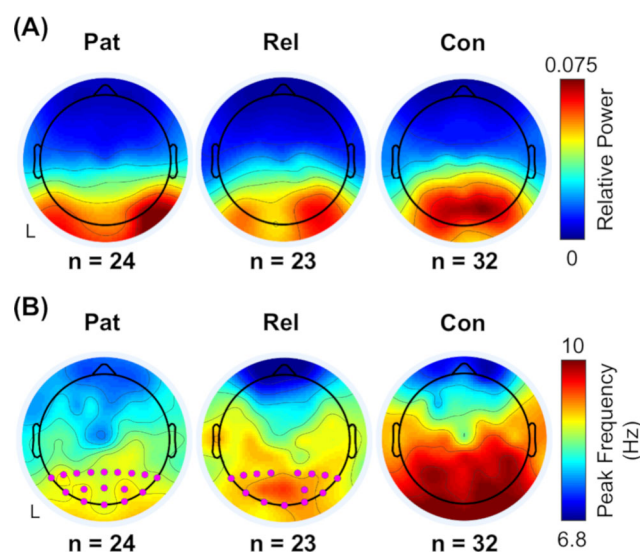 (A)
Pat Rel Con
0.075
Relative Power
0
L
n = 24 n = 23 n = 32
(B)
Pat Rel Con
10
Peak Frequency
(Hz)
6.8
L
n = 24 n = 23 n = 32